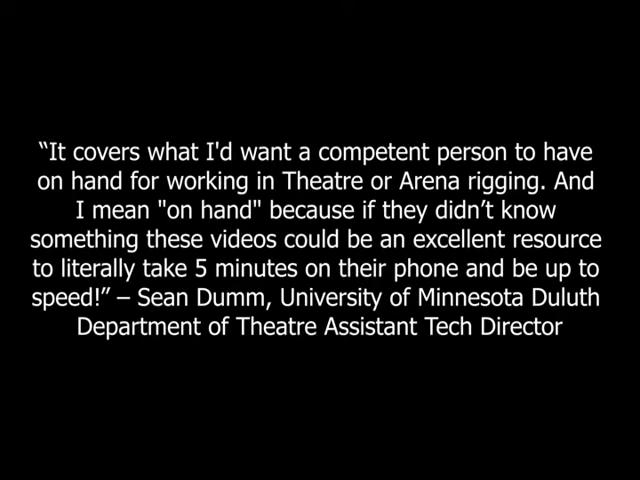 “It covers what I'd want a competent person to have
on hand for working in Theatre or Arena rigging. And
I mean "on hand" because if they didn’t know
something these videos could be an excellent resource
to literally take 5 minutes on their phone and be up to
speed!” – Sean Dumm, University of Minnesota Duluth
Department of Theatre Assistant Tech Director